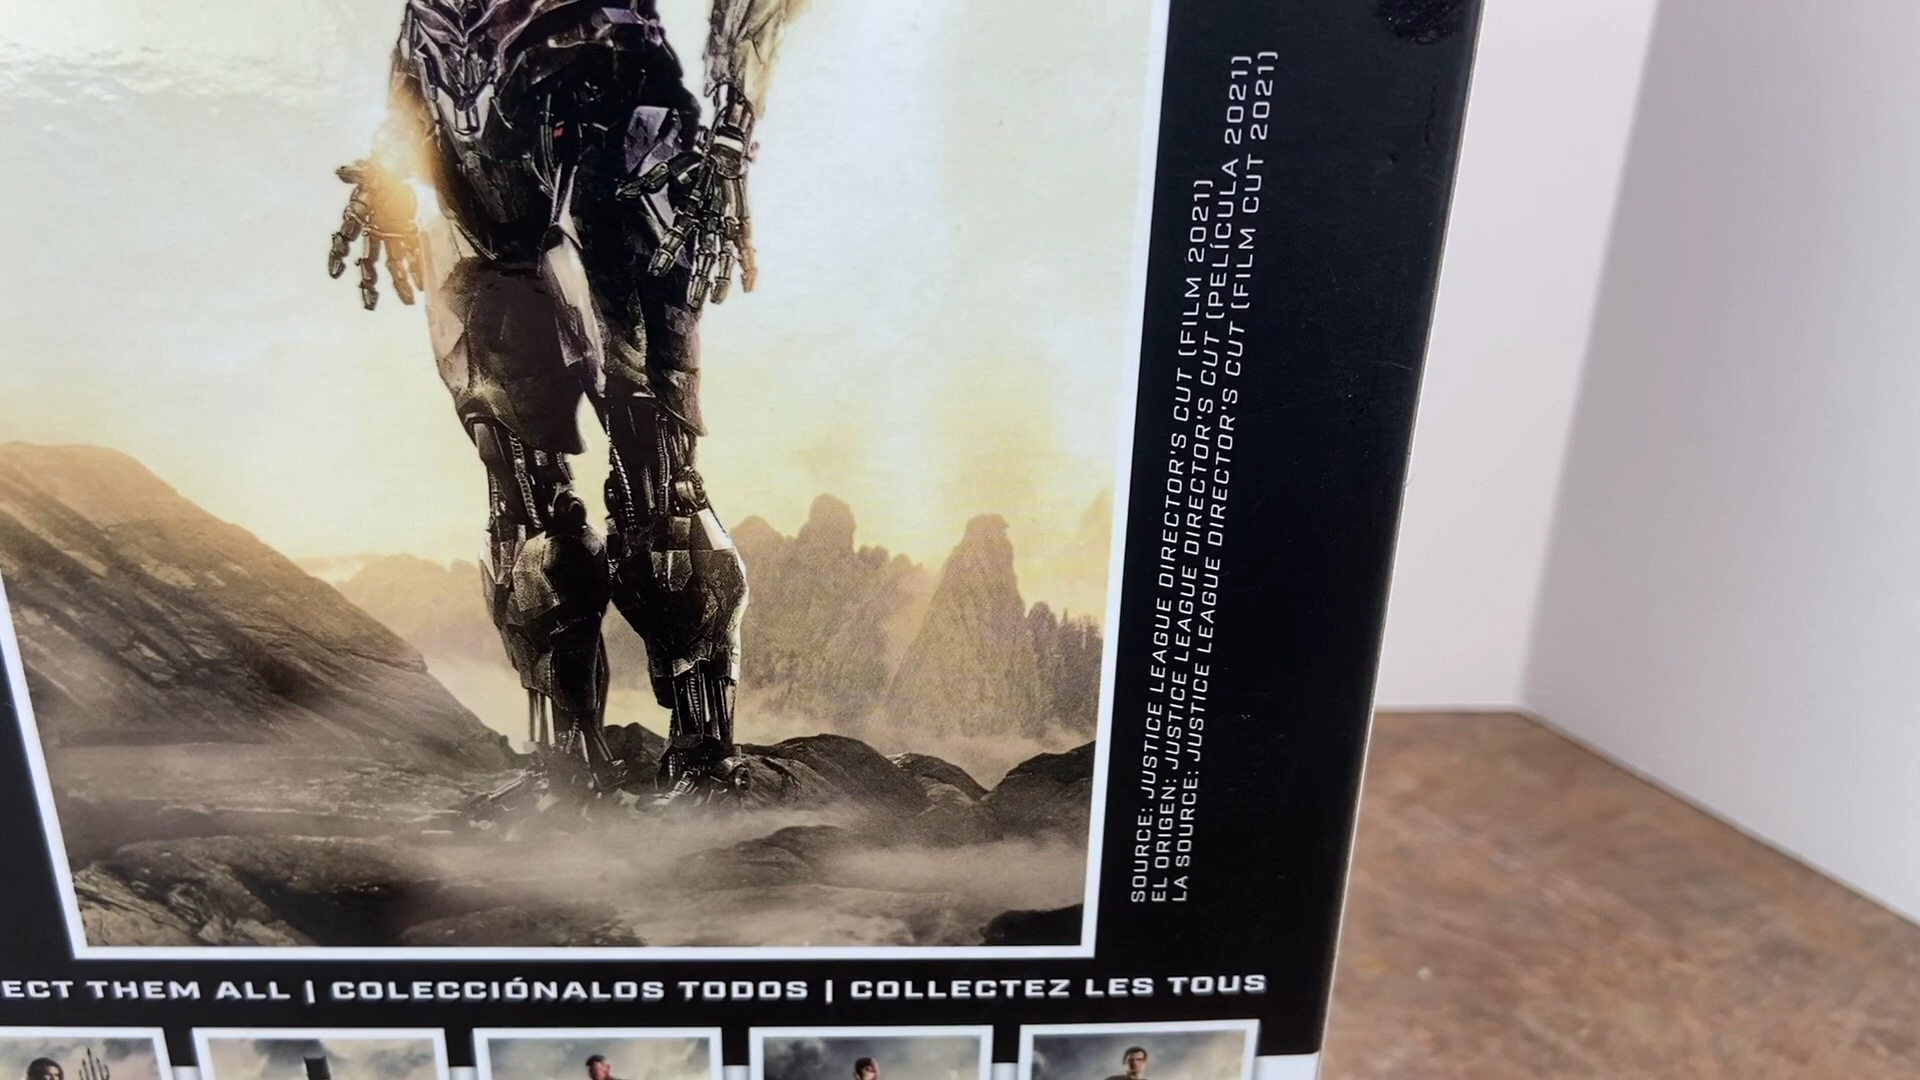 SOURCE: JUSTICE LEAGUE DIRECTOR'S CUT (FILM 2021)
EL ORIGEN: JUSTICE LEAGUE DIRECTOR'S CUT (PELÍCULA 2021)
LA SOURCE: JUSTICE LEAGUE DIRECTOR'S CUT (FILM CUT 2021)
ECT THEM ALL | COLECCIÓNALOS TODOS | COLLECTEZ LES TOUS